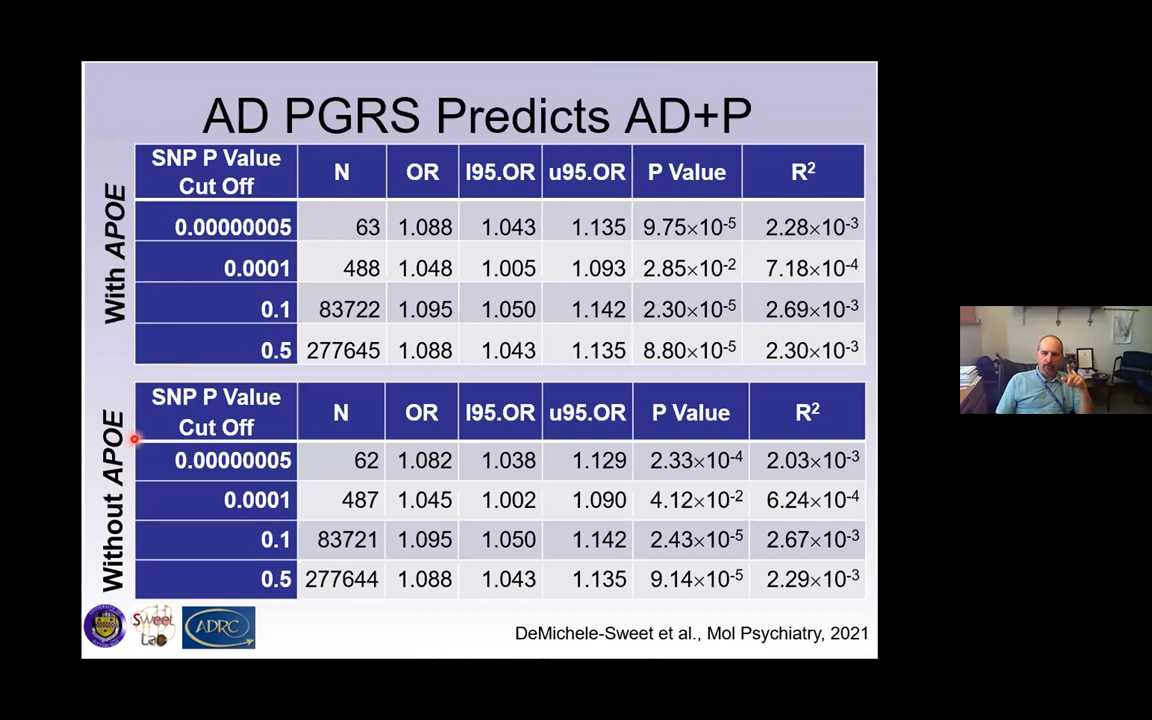 AD PGRS Predicts AD+P
With APOE
SNP P Value Cut Off N OR l95.OR u95.OR P Value R²
0.00000005 63 1.088 1.043 1.135 9.75×10⁻⁵ 2.28×10⁻³
0.0001 488 1.048 1.005 1.093 2.85×10⁻² 7.18×10⁻⁴
0.1 83722 1.095 1.050 1.142 2.30×10⁻⁵ 2.69×10⁻³
0.5 277645 1.088 1.043 1.135 8.80×10⁻⁵ 2.30×10⁻³
Without APOE
SNP P Value Cut Off N OR l95.OR u95.OR P Value R²
0.00000005 62 1.082 1.038 1.129 2.33×10⁻⁴ 2.03×10⁻³
0.0001 487 1.045 1.002 1.090 4.12×10⁻² 6.24×10⁻⁴
0.1 83721 1.095 1.050 1.142 2.43×10⁻⁵ 2.67×10⁻³
0.5 277644 1.088 1.043 1.135 9.14×10⁻⁵ 2.29×10⁻³
Sweet
Lab
ADRC
DeMichele-Sweet et al., Mol Psychiatry, 2021